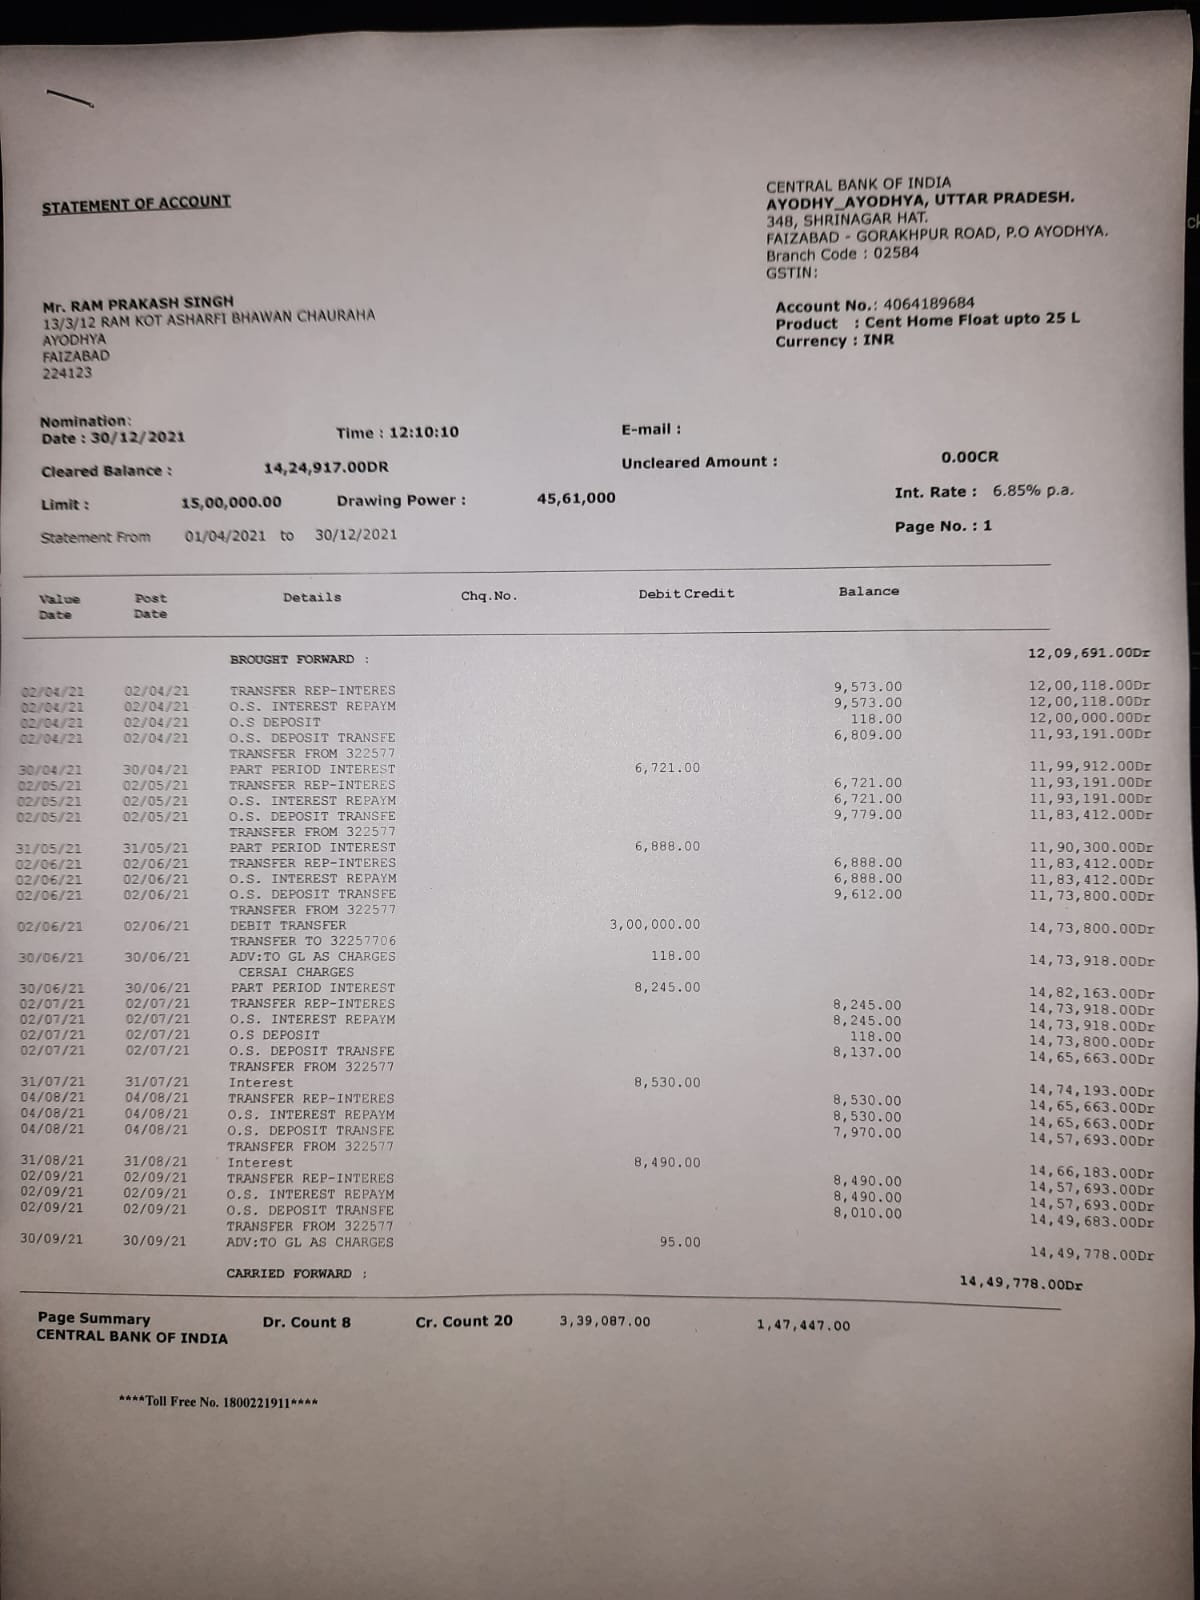 STATEMENT OF ACCOUNT
CENTRAL BANK OF INDIA
AYODHY_AYODHYA, UTTAR PRADESH.
348, SHRINAGAR HAT.
FAIZABAD - GORAKHPUR ROAD, P.O AYODHYA.
Branch Code : 02584
GSTIN:
Mr. RAM PRAKASH SINGH
13/3/12 RAM KOT ASHARFI BHAWAN CHAURAHA
AYODHYA
FAIZABAD
224123
Account No.: 4064189684
Product : Cent Home Float upto 25 L
Currency : INR
Nomination:
Date : 30/12/2021 Time : 12:10:10 E-mail :
Cleared Balance : 14,24,917.00DR Uncleared Amount : 0.00CR
Limit : 15,00,000.00 Drawing Power : 45,61,000 Int. Rate : 6.85% p.a.
Statement From 01/04/2021 to 30/12/2021 Page No. : 1
Value Post Details Chq.No. Debit Credit Balance
Date Date
BROUGHT FORWARD : 12,09,691.00Dr
02/04/21 02/04/21 TRANSFER REP-INTERES 9,573.00 12,00,118.00Dr
02/04/21 02/04/21 O.S. INTEREST REPAYM 9,573.00 12,00,118.00Dr
02/04/21 02/04/21 O.S DEPOSIT 118.00 12,00,000.00Dr
02/04/21 02/04/21 O.S. DEPOSIT TRANSFE 6,809.00 11,93,191.00Dr
TRANSFER FROM 322577
30/04/21 30/04/21 PART PERIOD INTEREST 6,721.00 11,99,912.00Dr
02/05/21 02/05/21 TRANSFER REP-INTERES 6,721.00 11,93,191.00Dr
02/05/21 02/05/21 O.S. INTEREST REPAYM 6,721.00 11,93,191.00Dr
02/05/21 02/05/21 O.S. DEPOSIT TRANSFE 9,779.00 11,83,412.00Dr
TRANSFER FROM 322577
31/05/21 31/05/21 PART PERIOD INTEREST 6,888.00 11,90,300.00Dr
02/06/21 02/06/21 TRANSFER REP-INTERES 6,888.00 11,83,412.00Dr
02/06/21 02/06/21 O.S. INTEREST REPAYM 6,888.00 11,83,412.00Dr
02/06/21 02/06/21 O.S. DEPOSIT TRANSFE 9,612.00 11,73,800.00Dr
TRANSFER FROM 322577
02/06/21 02/06/21 DEBIT TRANSFER 3,00,000.00 14,73,800.00Dr
TRANSFER TO 32257706
30/06/21 30/06/21 ADV:TO GL AS CHARGES 118.00 14,73,918.00Dr
CERSAI CHARGES
30/06/21 30/06/21 PART PERIOD INTEREST 8,245.00 14,82,163.00Dr
02/07/21 02/07/21 TRANSFER REP-INTERES 8,245.00 14,73,918.00Dr
02/07/21 02/07/21 O.S. INTEREST REPAYM 8,245.00 14,73,918.00Dr
02/07/21 02/07/21 O.S DEPOSIT 118.00 14,73,800.00Dr
02/07/21 02/07/21 O.S. DEPOSIT TRANSFE 8,137.00 14,65,663.00Dr
TRANSFER FROM 322577
31/07/21 31/07/21 Interest 8,530.00 14,74,193.00Dr
04/08/21 04/08/21 TRANSFER REP-INTERES 8,530.00 14,65,663.00Dr
04/08/21 04/08/21 O.S. INTEREST REPAYM 8,530.00 14,65,663.00Dr
04/08/21 04/08/21 O.S. DEPOSIT TRANSFE 7,970.00 14,57,693.00Dr
TRANSFER FROM 322577
31/08/21 31/08/21 Interest 8,490.00 14,66,183.00Dr
02/09/21 02/09/21 TRANSFER REP-INTERES 8,490.00 14,57,693.00Dr
02/09/21 02/09/21 O.S. INTEREST REPAYM 8,490.00 14,57,693.00Dr
02/09/21 02/09/21 O.S. DEPOSIT TRANSFE 8,010.00 14,49,683.00Dr
TRANSFER FROM 322577
30/09/21 30/09/21 ADV:TO GL AS CHARGES 95.00 14,49,778.00Dr
CARRIED FORWARD : 14,49,778.00Dr
Page Summary Dr. Count 8 Cr. Count 20 3,39,087.00 1,47,447.00
CENTRAL BANK OF INDIA
****Toll Free No. 1800221911****